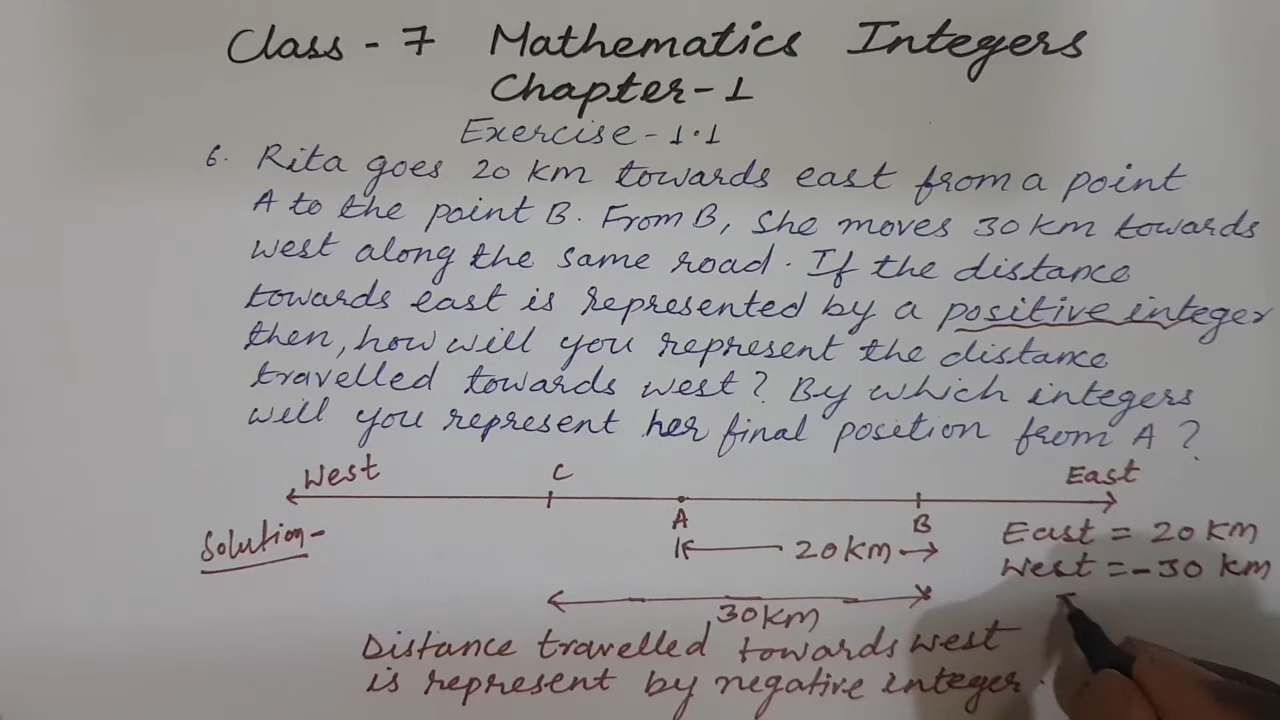 Class - 7 Mathematics Integers
Chapter - 1
Exercise - 1.1
6. Rita goes 20 km towards east from a point
A to the point B. From B, She moves 30 km towards
west along the same road. If the distance
towards east is represented by a positive integer
then, how will you represent the distance
travelled towards west? By which integers
will you represent her final position from A?
West C East
Solution -
A B
20 km
East = 20 km
West = - 30 km
30 km
Distance travelled towards west
is represent by negative integer.